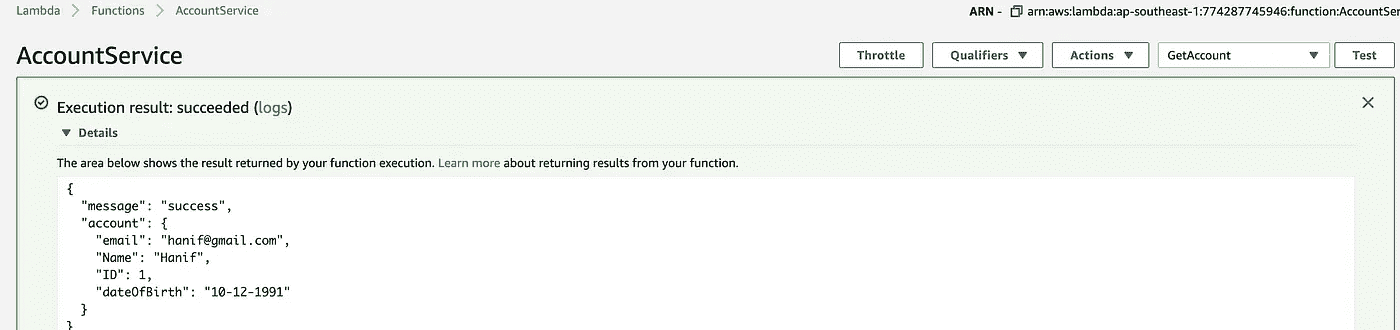 Lambda > Functions > AccountService
ARN - arn:aws:lambda:ap-southeast-1:774287745946:function:AccountSer
AccountService
Throttle Qualifiers Actions GetAccount Test
Execution result: succeeded (logs)
Details
The area below shows the result returned by your function execution. Learn more about returning results from your function.
{
  "message": "success",
  "account": {
    "email": "hanif@gmail.com",
    "Name": "Hanif",
    "ID": 1,
    "dateOfBirth": "10-12-1991"
  }
}